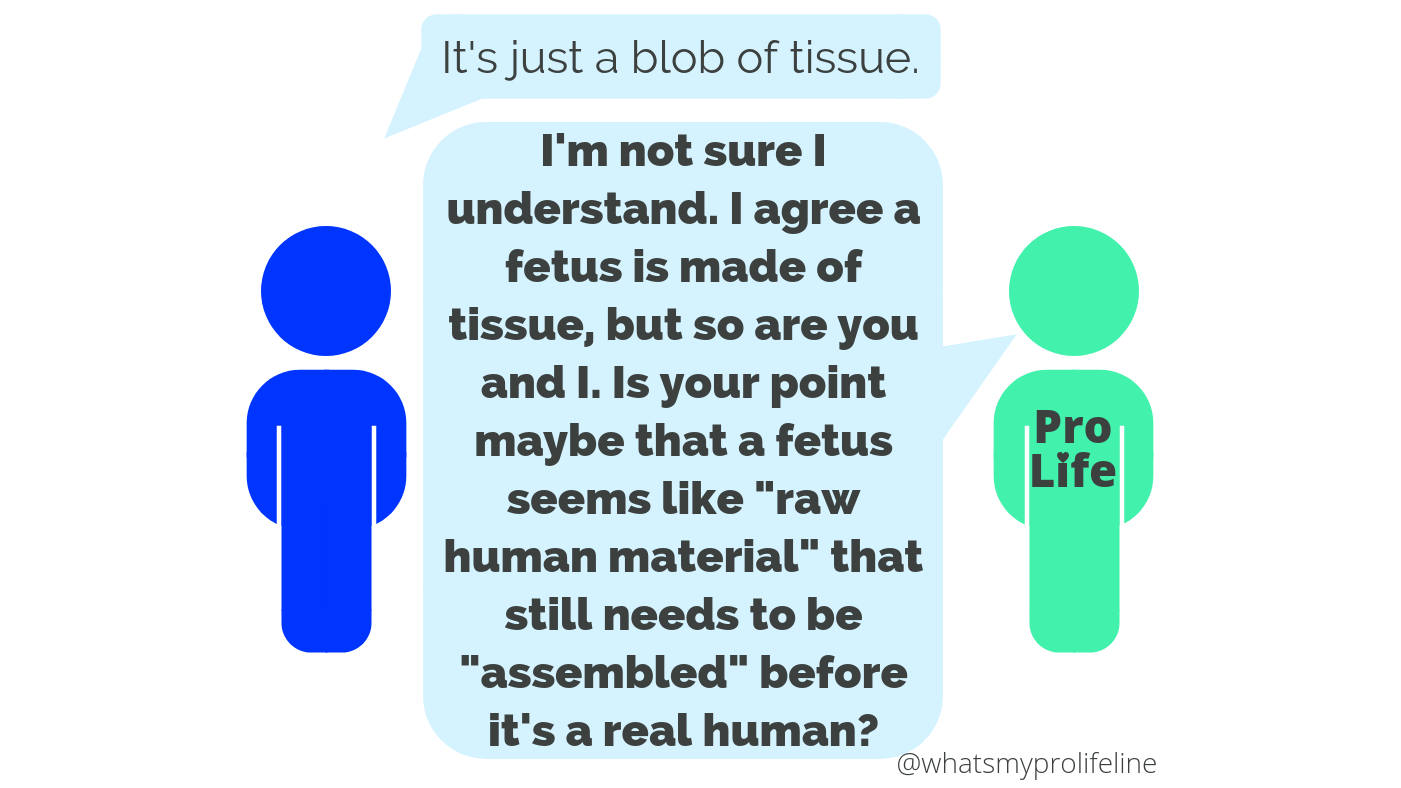 It's just a blob of tissue.
I'm not sure I
understand. I agree a
fetus is made of
tissue, but so are you
and I. Is your point
maybe that a fetus
seems like "raw
human material" that
still needs to be
"assembled" before
it's a real human?
Pro
Life
@whatsmyprolifeline